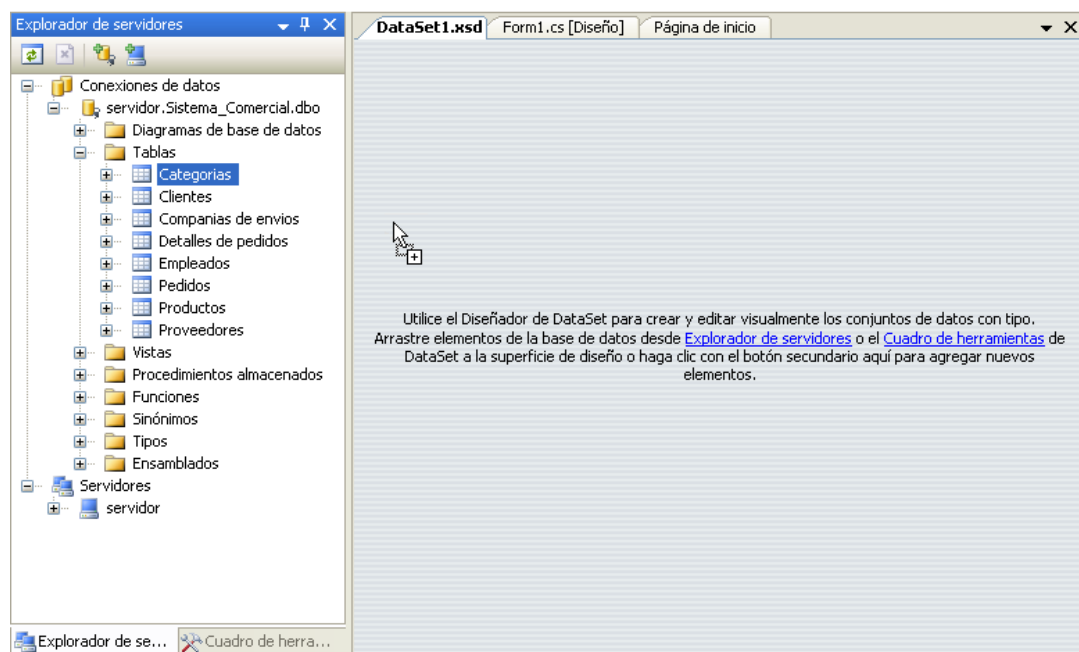 Explorador de servidores
DataSet1.xsd
Form1.cs [Diseño]
Página de inicio
Conexiones de datos
servidor.Sistema_Comercial.dbo
Diagramas de base de datos
Tablas
Categorias
Clientes
Companias de envios
Detalles de pedidos
Empleados
Pedidos
Productos
Proveedores
Vistas
Procedimientos almacenados
Funciones
Sinónimos
Tipos
Ensamblados
Servidores
servidor
Utilice el Diseñador de DataSet para crear y editar visualmente los conjuntos de datos con tipo.
Arrastre elementos de la base de datos desde Explorador de servidores o el Cuadro de herramientas de
DataSet a la superficie de diseño o haga clic con el botón secundario aquí para agregar nuevos
elementos.
Explorador de se...
Cuadro de herra...